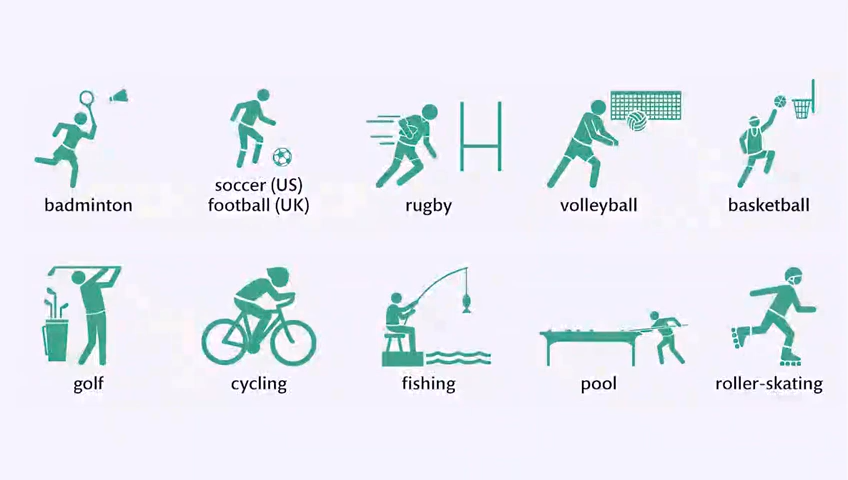 badminton
soccer (US)
football (UK)
rugby
volleyball
basketball
golf
cycling
fishing
pool
roller-skating